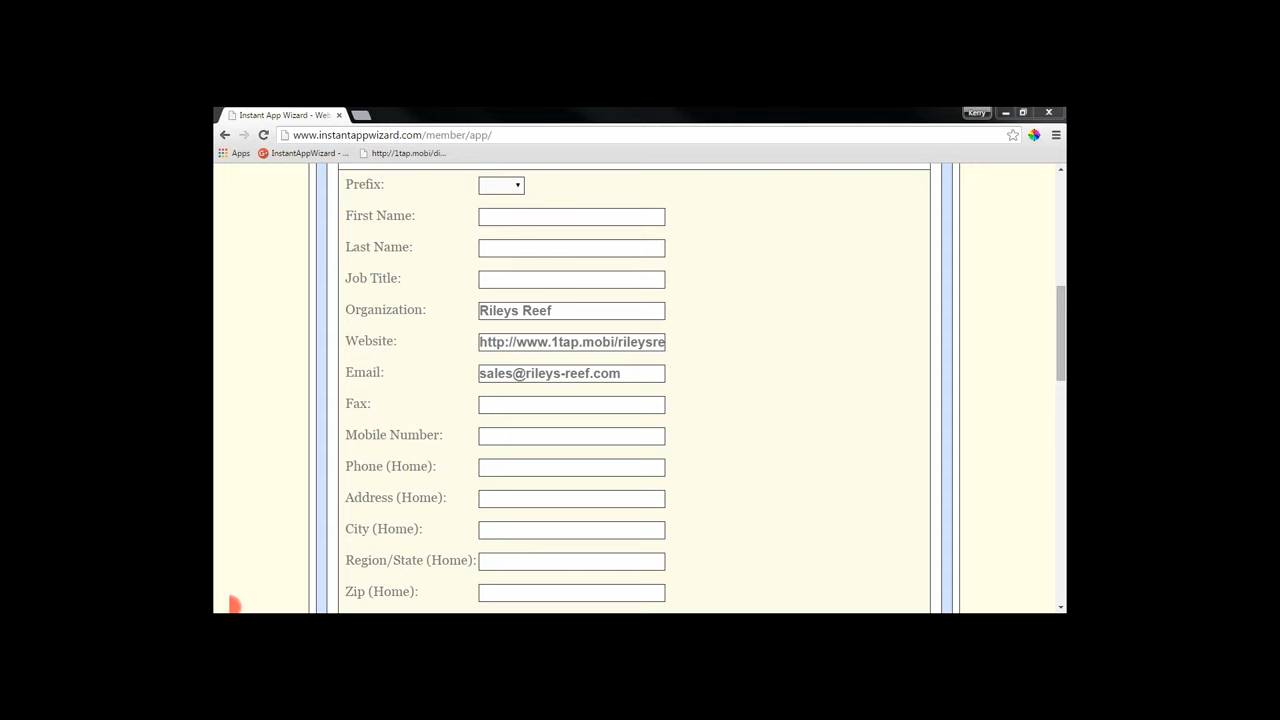 Instant App Wizard - Web
Kerry
www.instantappwizard.com/member/app/
Apps InstantAppWizard - ... http://1tap.mobi/di...
Prefix:
First Name:
Last Name:
Job Title:
Organization: Rileys Reef
Website: http://www.1tap.mobi/rileysre
Email: sales@rileys-reef.com
Fax:
Mobile Number:
Phone (Home):
Address (Home):
City (Home):
Region/State (Home):
Zip (Home):